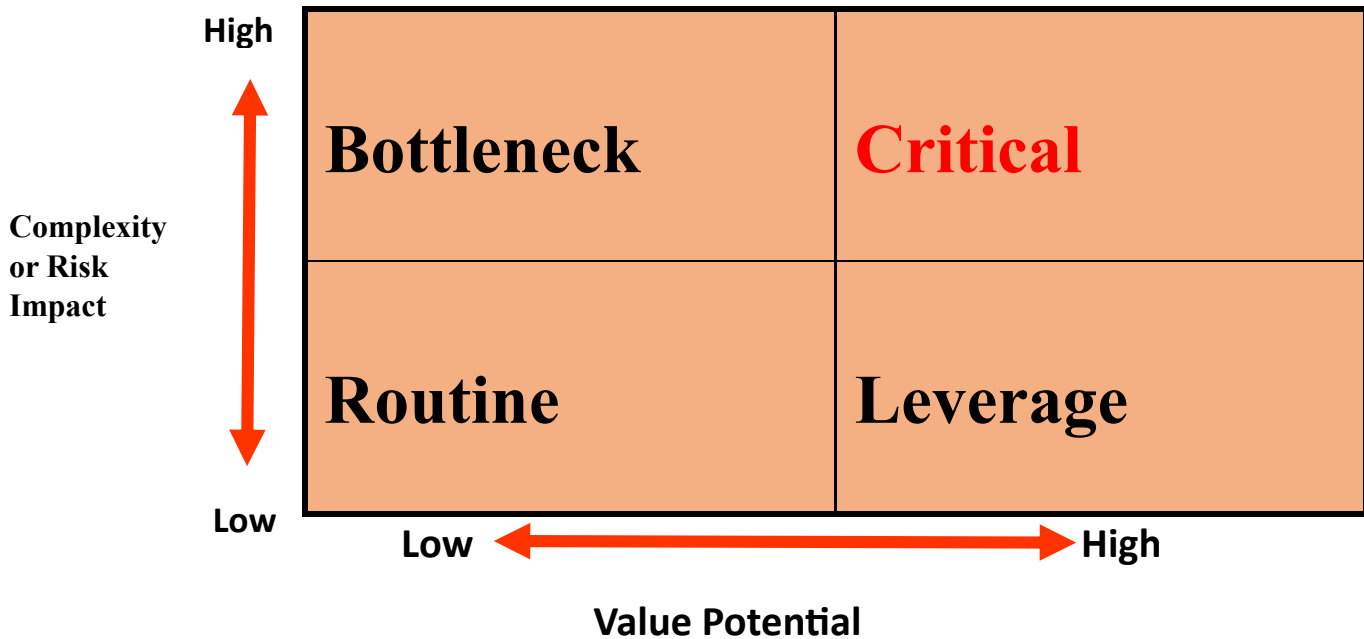 High
Bottleneck
Critical
Complexity
or Risk
Impact
Routine
Leverage
Low
Low
High
Value Potential